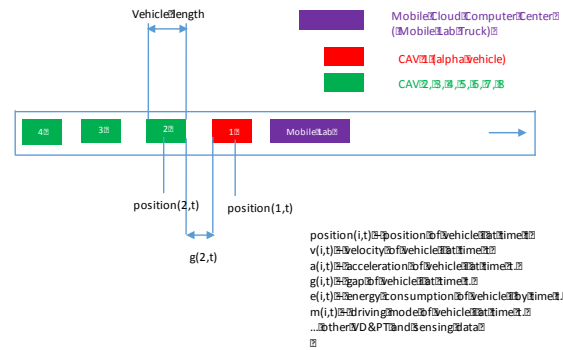 Vehicle length
Mobile Cloud Computer Center
( Mobile Lab Truck)
CAV 1 (alpha vehicle)
CAV 2,3,4,5,6,7,8
4
3
2
1
Mobile Lab
position(2,t)
position(1,t)
g(2,t)
position(i,t) – position of vehicle i at time t
v(i,t) – velocity of vehicle i at time t
a(i,t) – acceleration of vehicle i at time t.
g(i,t) – gap of vehicle i at time t.
e(i,t) – energy consumption of vehicle i by time t.
m(i,t) – driving mode of vehicle i at time t.
... other VD&PT and sensing data